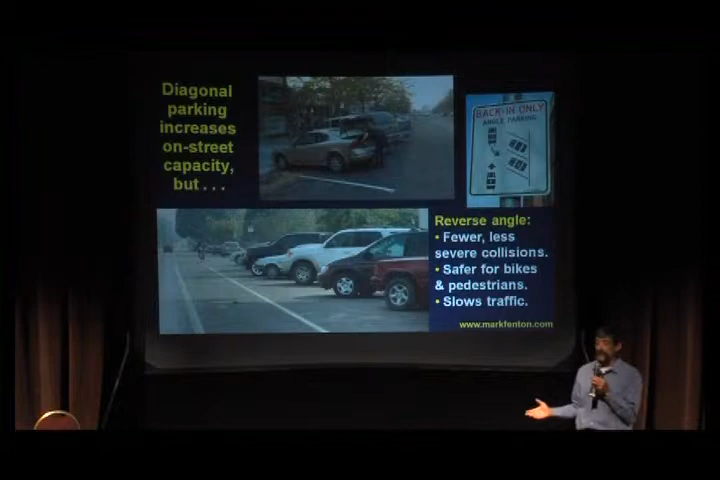 Diagonal
parking
increases
on-street
capacity,
but . . .
BACK-IN ONLY
ANGLE PARKING
Reverse angle:
• Fewer, less
severe collisions.
• Safer for bikes
& pedestrians.
• Slows traffic.
www.markfenton.com